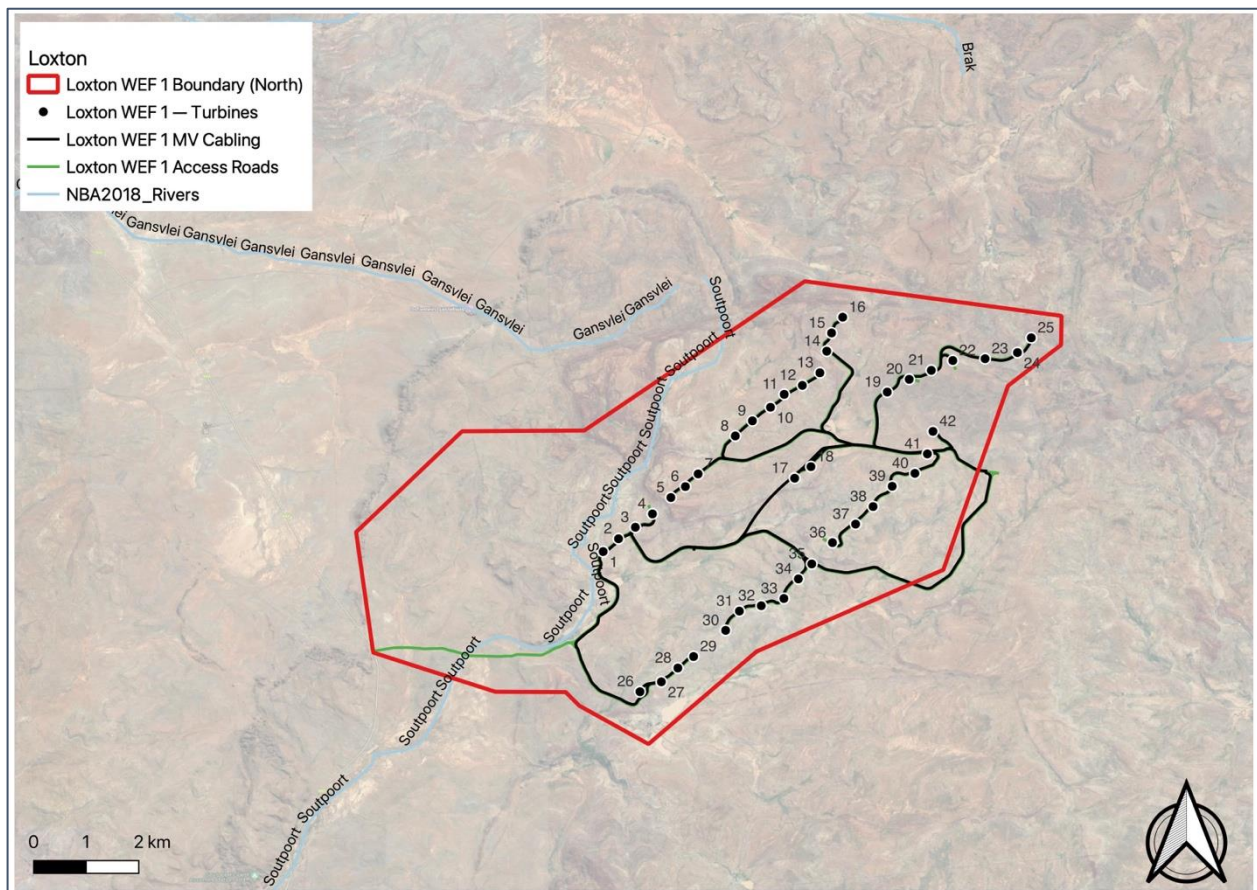 Loxton
Loxton WEF 1 Boundary (North)
Loxton WEF 1 — Turbines
Loxton WEF 1 MV Cabling
Loxton WEF 1 Access Roads
NBA2018_Rivers
Brak
Gansvlei Gansvlei Gansvlei Gansvlei Gansvlei Gansvlei Gansvlei
Gansvlei Gansvlei
Soutpoort
Soutpoort
Soutpoort
Soutpoort
Soutpoort
Soutpoort
Soutpoort
Soutpoort
Soutpoort
Soutpoort
Soutpoort
16
15
14
25
24
23
22
21
20
19
13
12
11
10
9
8
7
6
5
4
3
2
1
42
41
40
39
38
37
36
18
17
35
34
33
32
31
30
29
28
27
26
0 1 2 km